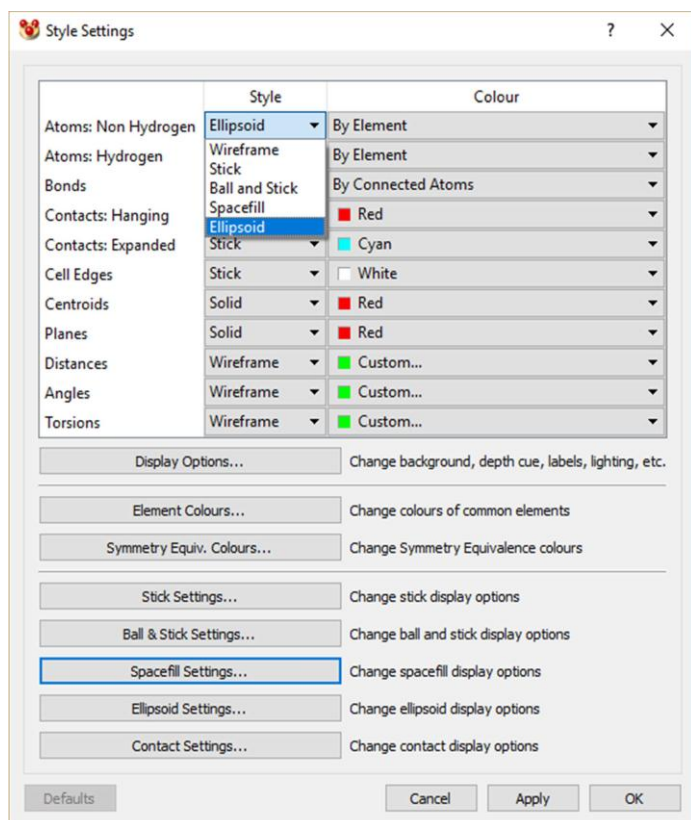 Style Settings ? ×
Style Colour
Atoms: Non Hydrogen Ellipsoid By Element
Wireframe
Atoms: Hydrogen By Element
Stick
Bonds Ball and Stick By Connected Atoms
Spacefill
Contacts: Hanging Red
Ellipsoid
Contacts: Expanded Stick Cyan
Cell Edges Stick White
Centroids Solid Red
Planes Solid Red
Distances Wireframe Custom...
Angles Wireframe Custom...
Torsions Wireframe Custom...
Display Options... Change background, depth cue, labels, lighting, etc.
Element Colours... Change colours of common elements
Symmetry Equiv. Colours... Change Symmetry Equivalence colours
Stick Settings... Change stick display options
Ball & Stick Settings... Change ball and stick display options
Spacefill Settings... Change spacefill display options
Ellipsoid Settings... Change ellipsoid display options
Contact Settings... Change contact display options
Defaults Cancel Apply OK